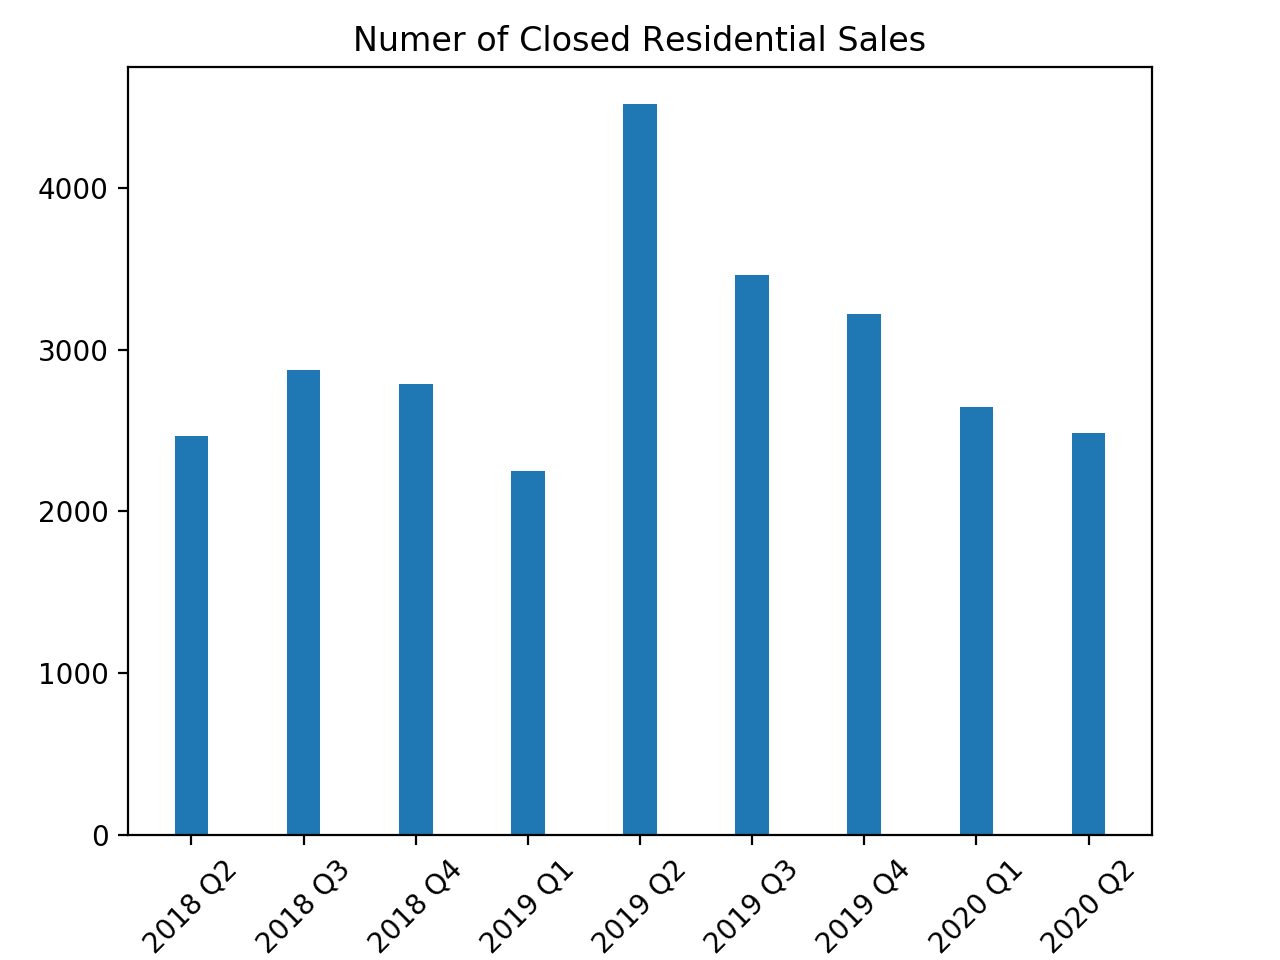 Numer of Closed Residential Sales
4000
3000
2000
1000
0
2018 Q2
2018 Q3
2018 Q4
2019 Q1
2019 Q2
2019 Q3
2019 Q4
2020 Q1
2020 Q2